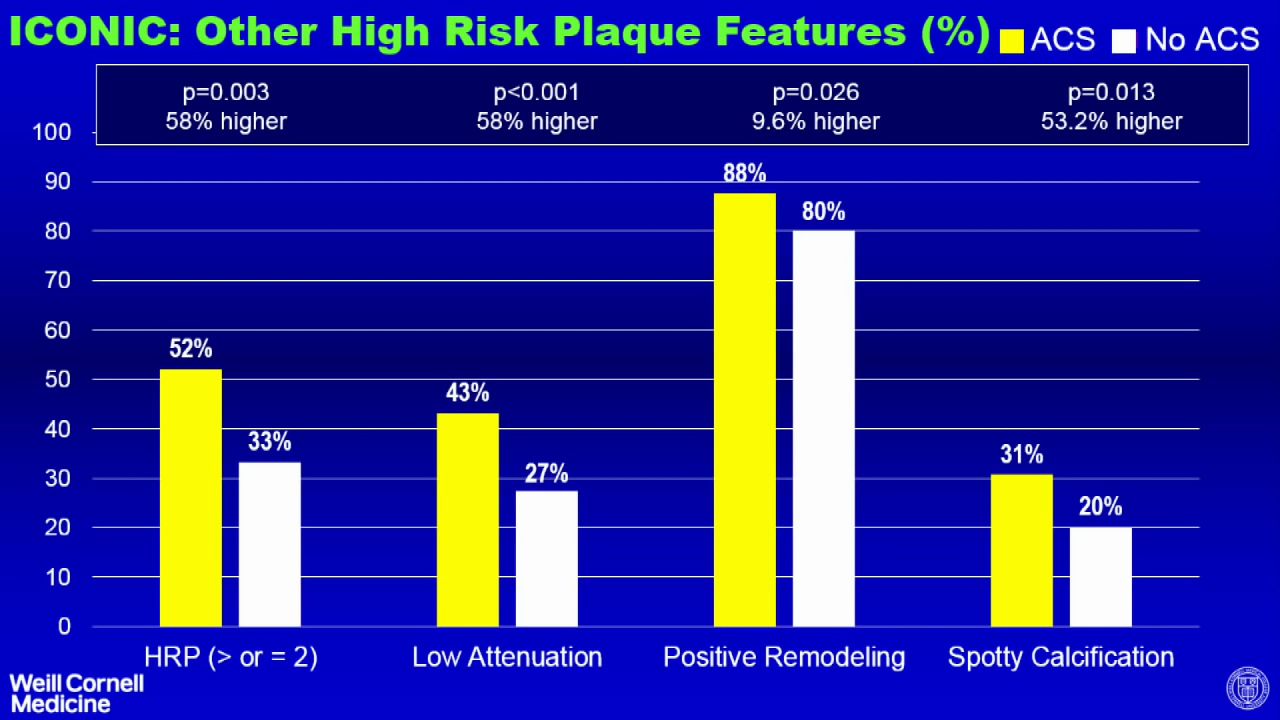 ICONIC: Other High Risk Plaque Features (%)
ACS No ACS
p=0.003 p<0.001 p=0.026 p=0.013
58% higher 58% higher 9.6% higher 53.2% higher
100
90
80
70
60
50
40
30
20
10
0
52%
33%
43%
27%
88%
80%
31%
20%
HRP (> or = 2) Low Attenuation Positive Remodeling Spotty Calcification
Weill Cornell
Medicine